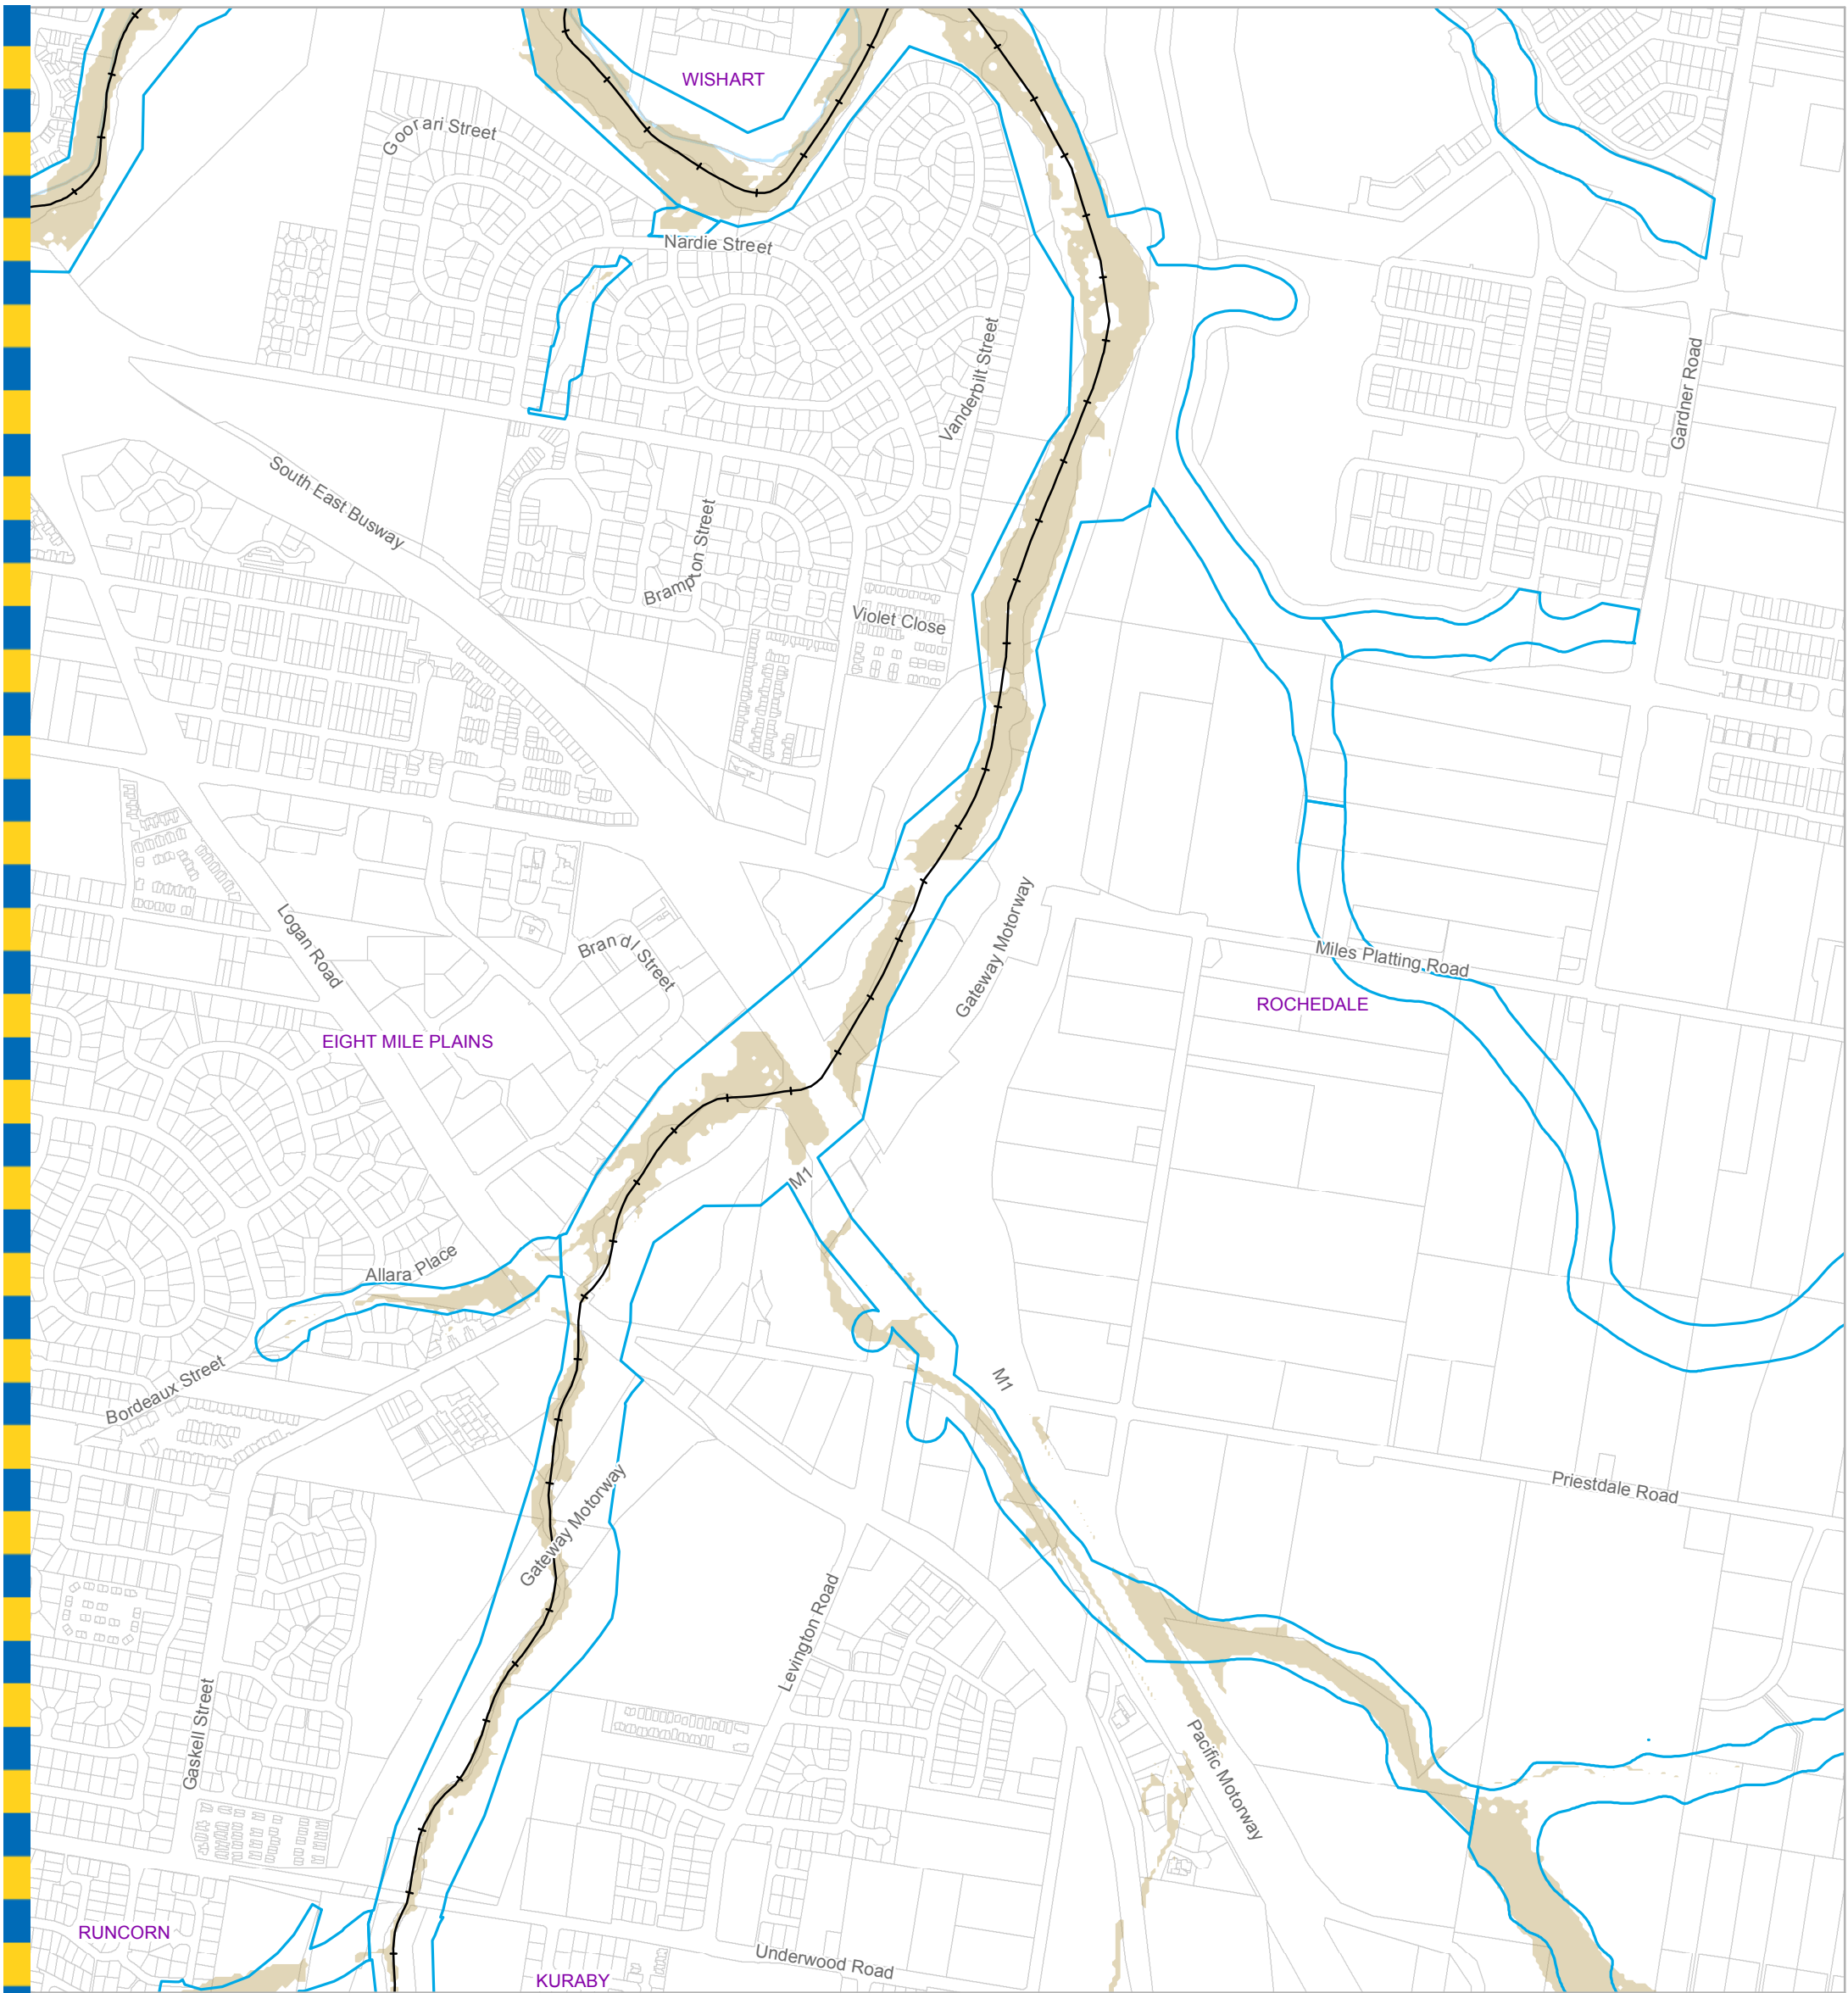 WISHART
Goorari Street
Nardie Street
Vanderbilt Street
Gardner Road
South East Busway
Brampton Street
Violet Close
Logan Road
Brandl Street
Gateway Motorway
Miles Platting Road
ROCHEDALE
EIGHT MILE PLAINS
M1
Allara Place
Bordeaux Street
M1
Gateway Motorway
Priestdale Road
Levington Road
Gaskell Street
Pacific Motorway
RUNCORN
Underwood Road
KURABY